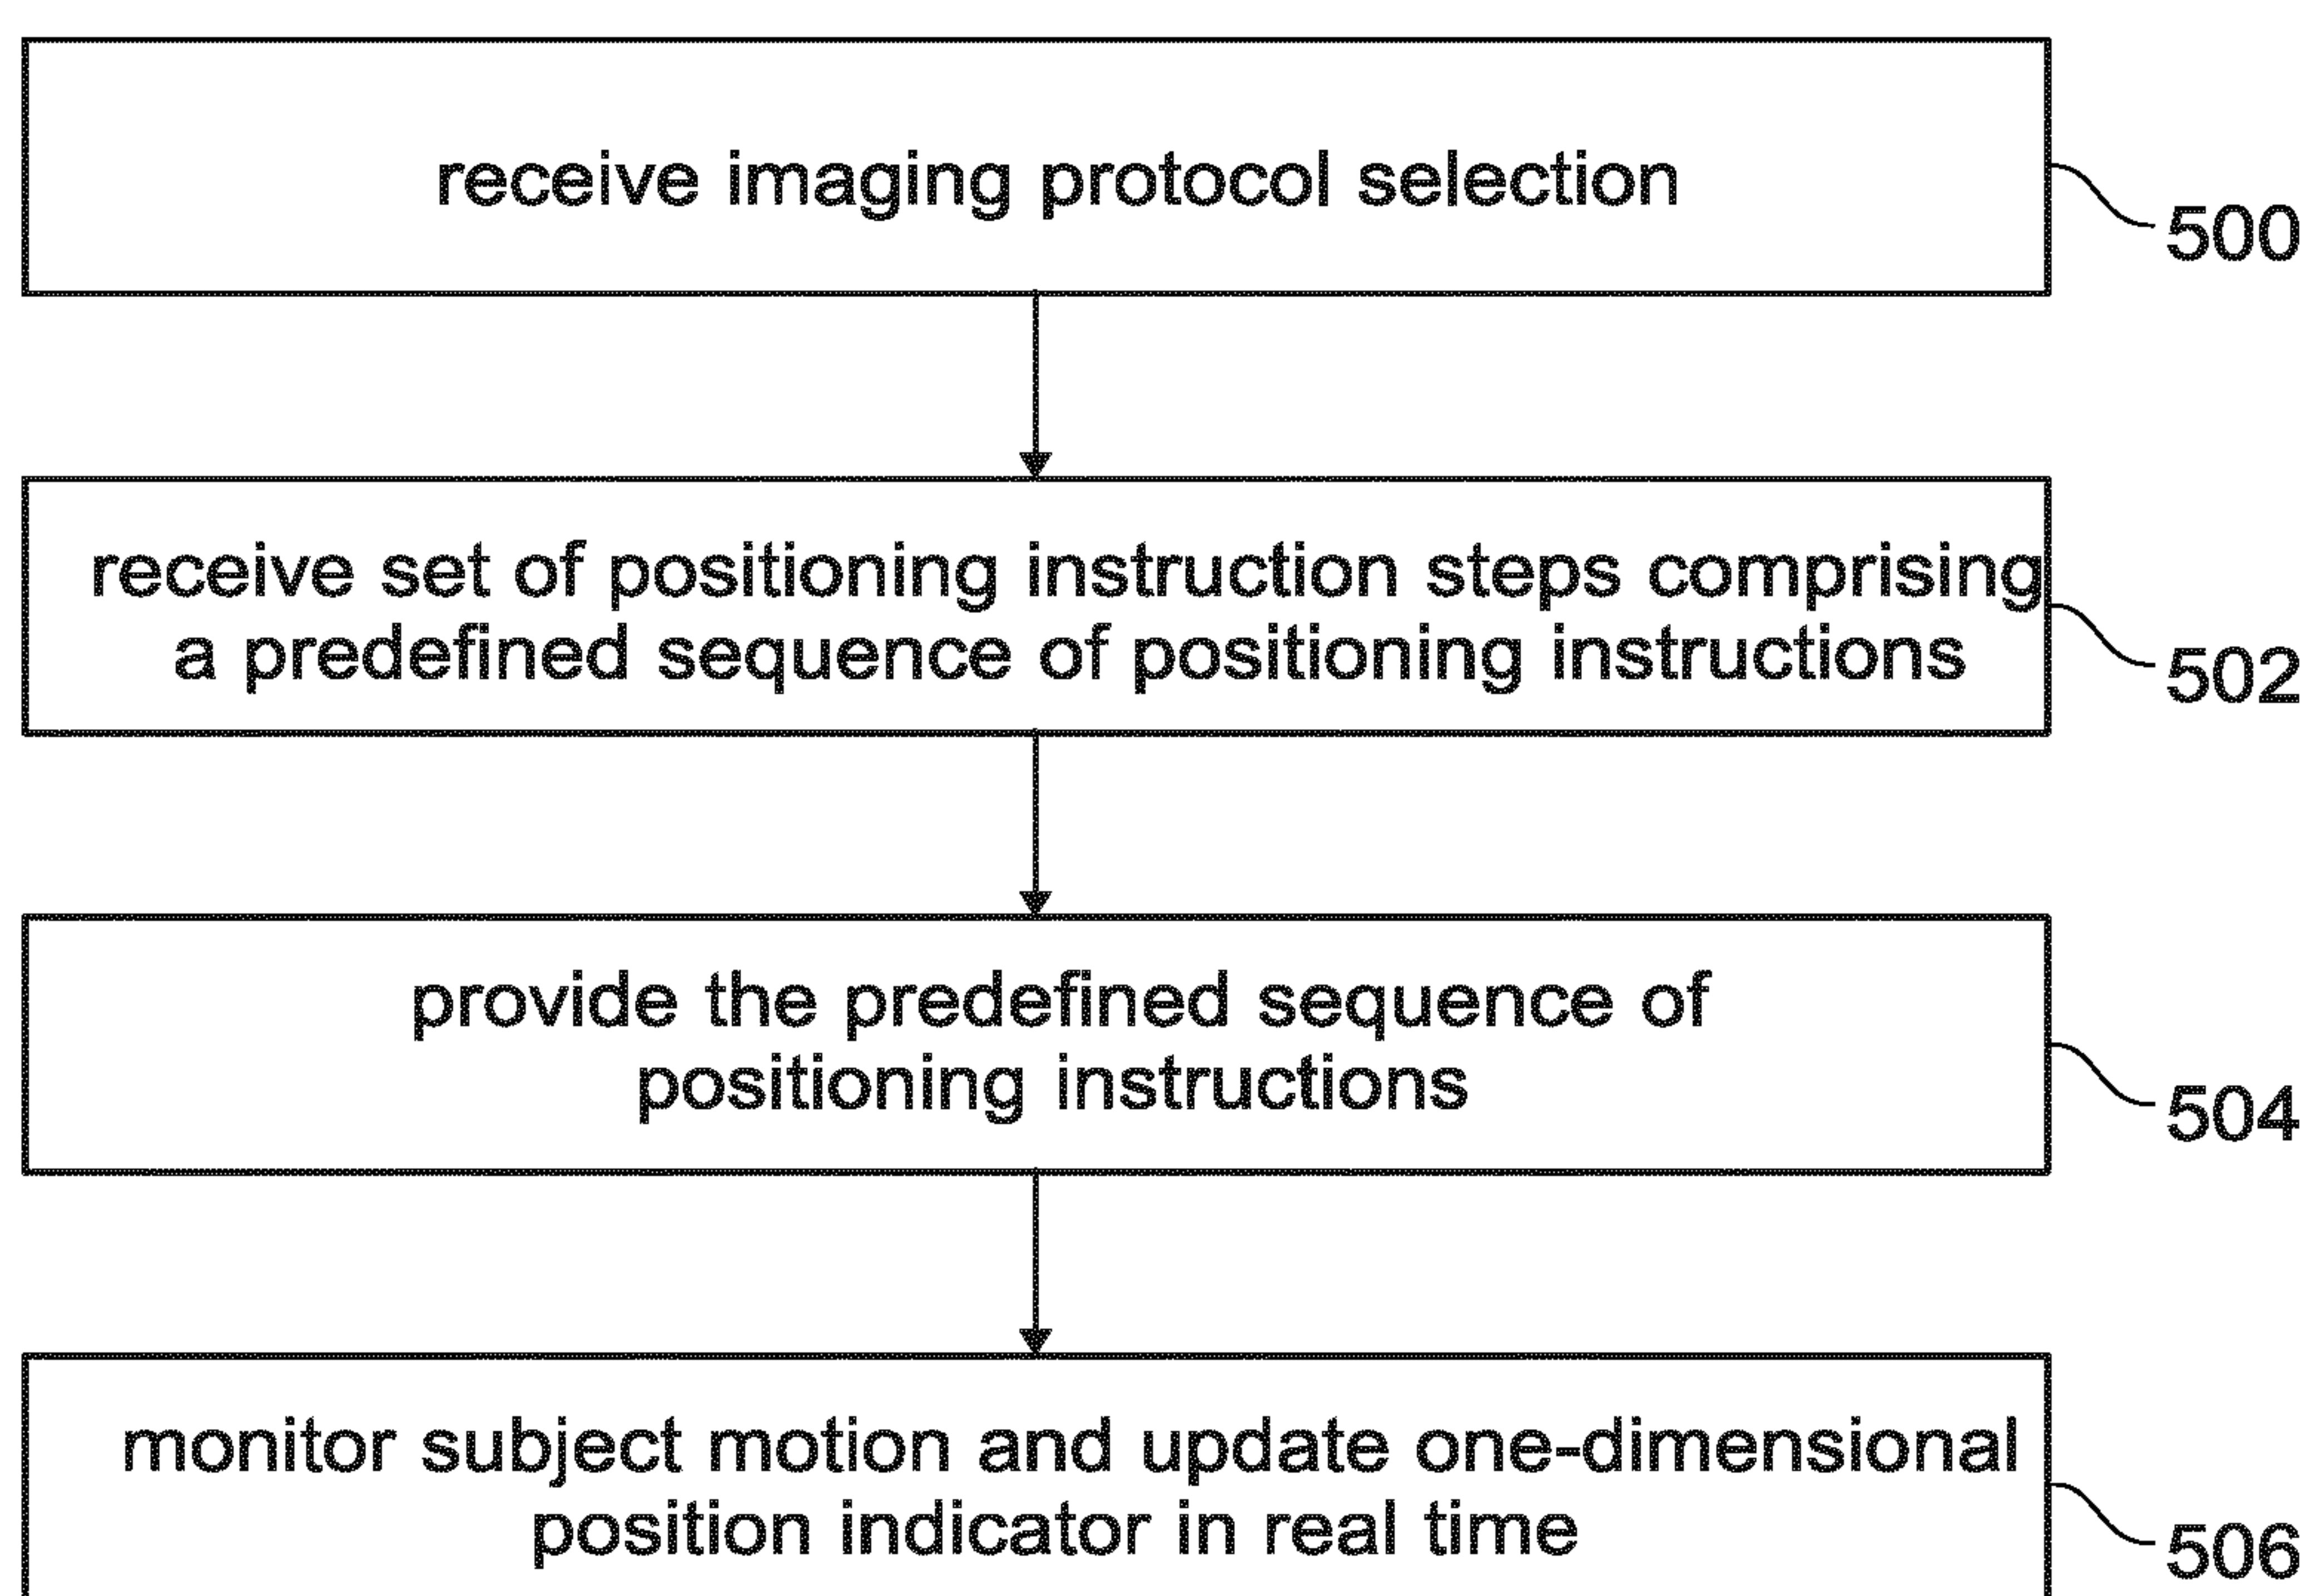 receive imaging protocol selection
500
receive set of positioning instruction steps comprising
a predefined sequence of positioning instructions
502
provide the predefined sequence of
positioning instructions
504
monitor subject motion and update one-dimensional
position indicator in real time
506